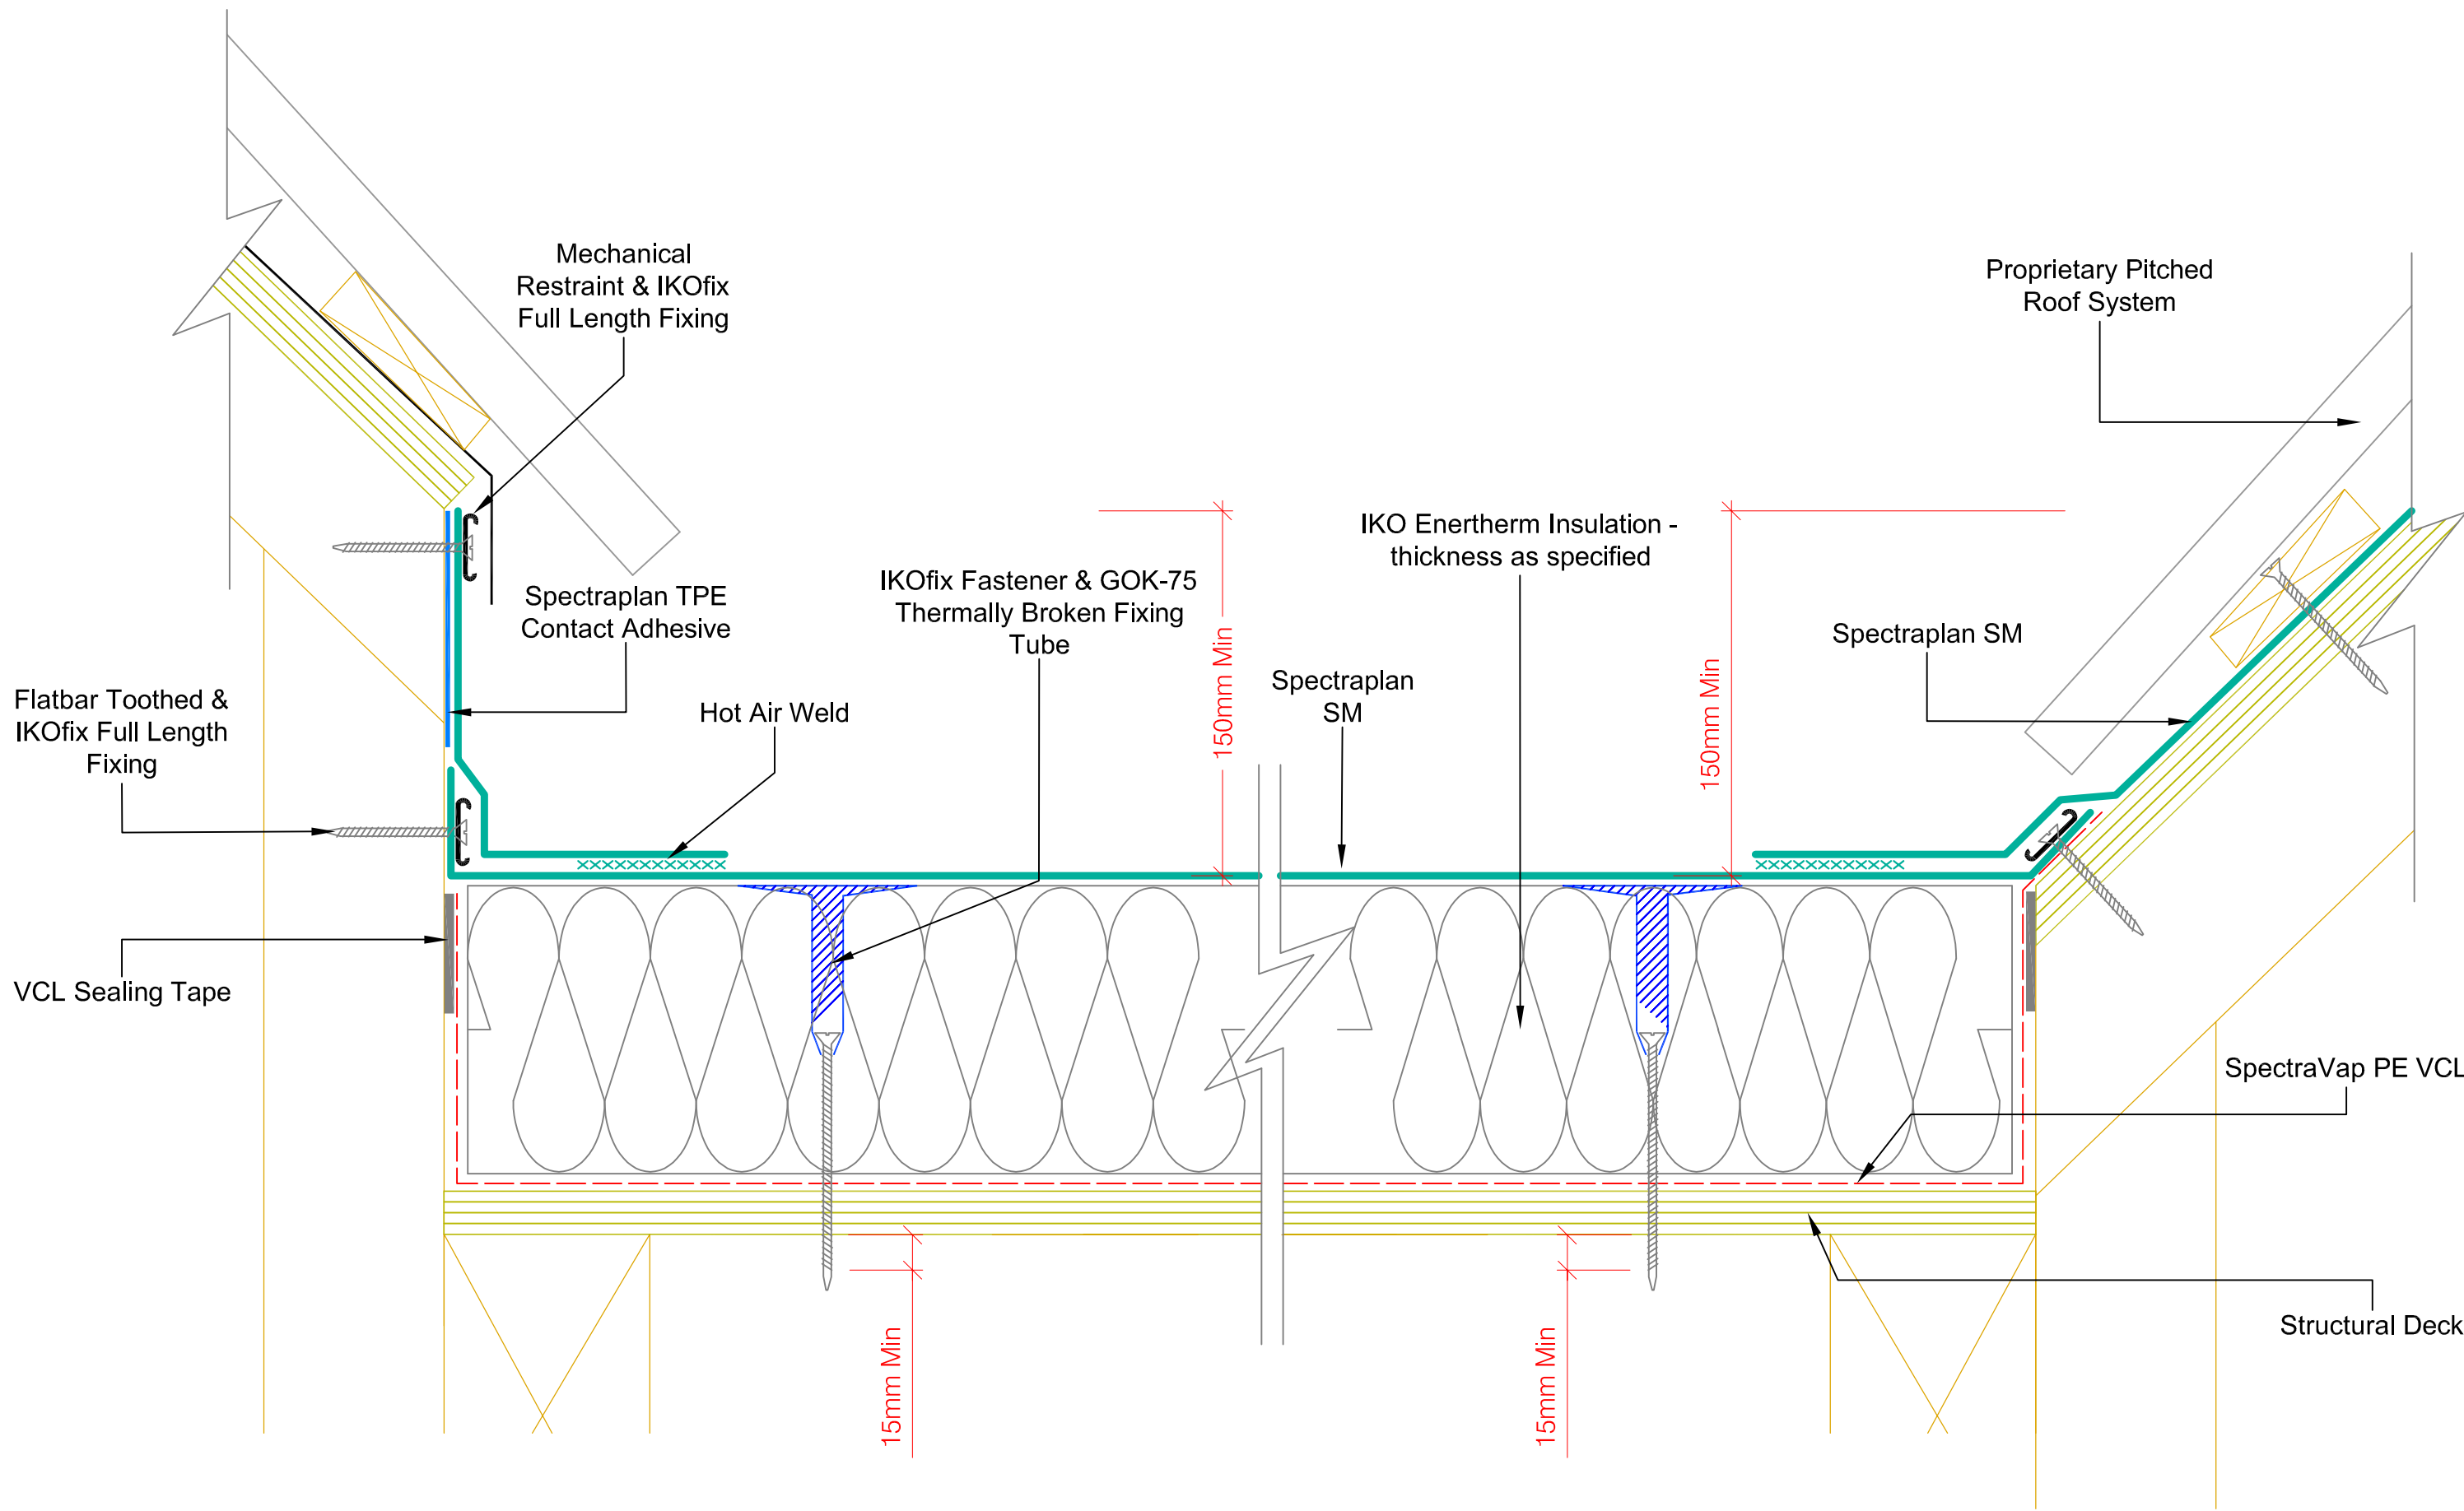 Mechanical
Restraint & IKOfix
Full Length Fixing
Proprietary Pitched
Roof System
IKO Enertherm Insulation -
thickness as specified
IKOfix Fastener & GOK-75
Thermally Broken Fixing
Tube
Spectraplan TPE
Contact Adhesive
Spectraplan SM
150mm Min
150mm Min
Spectraplan
SM
Flatbar Toothed &
IKOfix Full Length
Fixing
Hot Air Weld
VCL Sealing Tape
SpectraVap PE VCL
Structural Deck
15mm Min
15mm Min